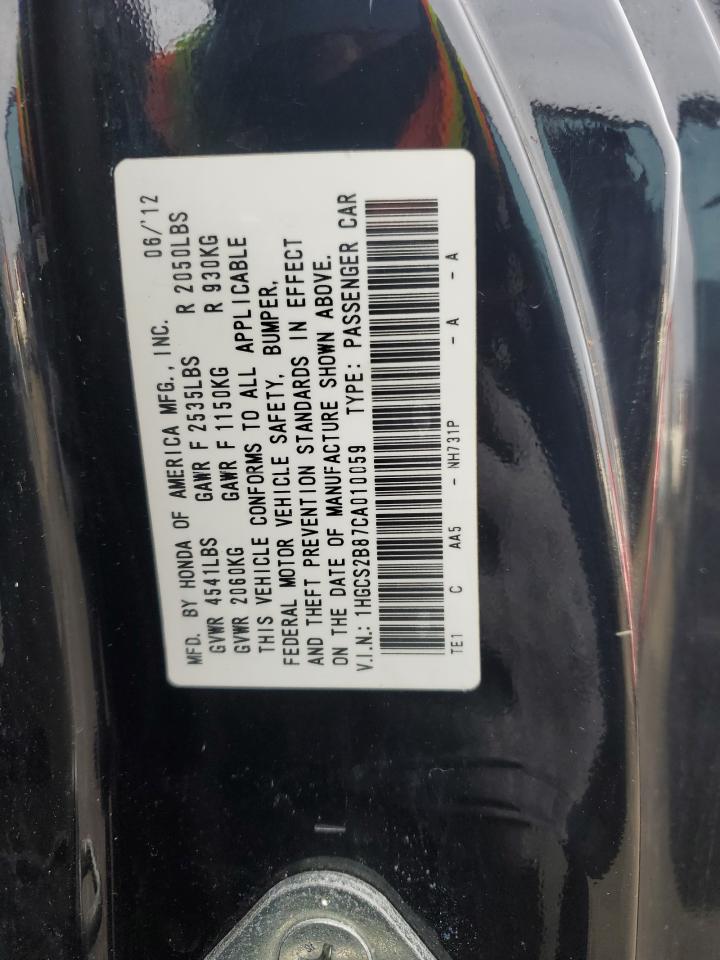 MFD. BY HONDA OF AMERICA MFG., INC. 06/'12
GVWR 4541LBS GAWR F 2535LBS R 2050LBS
GVWR 2060KG GAWR F 1150KG R 930KG
THIS VEHICLE CONFORMS TO ALL APPLICABLE
FEDERAL MOTOR VEHICLE SAFETY, BUMPER,
AND THEFT PREVENTION STANDARDS IN EFFECT
ON THE DATE OF MANUFACTURE SHOWN ABOVE.
V.I.N.: 1HGCS2B87CA010059 TYPE: PASSENGER CAR
TE1 C AA5 - NH731P - A - A